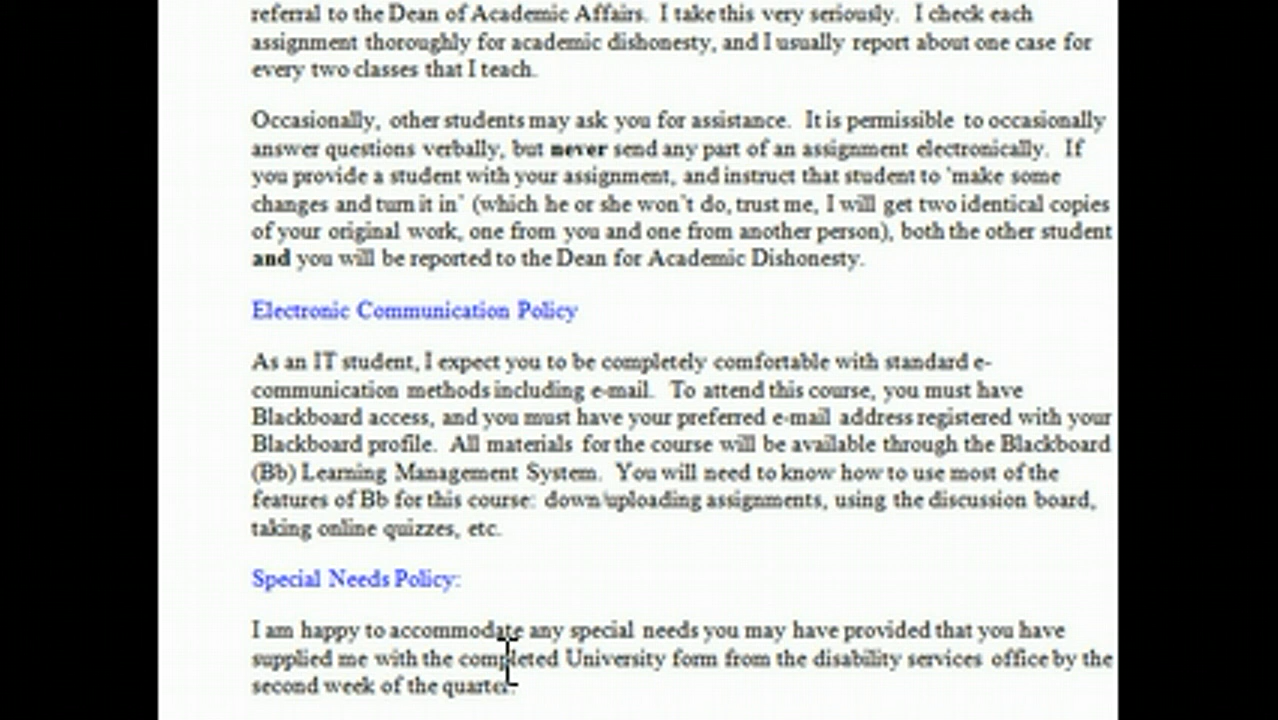 referral to the Dean of Academic Affairs. I take this very seriously. I check each
assignment thoroughly for academic dishonesty, and I usually report about one case for
every two classes that I teach.
Occasionally, other students may ask you for assistance. It is permissible to occasionally
answer questions verbally, but never send any part of an assignment electronically. If
you provide a student with your assignment, and instruct that student to 'make some
changes and turn it in' (which he or she won't do, trust me, I will get two identical copies
of your original work, one from you and one from another person), both the other student
and you will be reported to the Dean for Academic Dishonesty.
Electronic Communication Policy
As an IT student, I expect you to be completely comfortable with standard e-
communication methods including e-mail. To attend this course, you must have
Blackboard access, and you must have your preferred e-mail address registered with your
Blackboard profile. All materials for the course will be available through the Blackboard
(Bb) Learning Management System. You will need to know how to use most of the
features of Bb for this course: down/uploading assignments, using the discussion board,
taking online quizzes, etc.
Special Needs Policy:
I am happy to accommodate any special needs you may have provided that you have
supplied me with the completed University form from the disability services office by the
second week of the quarter.